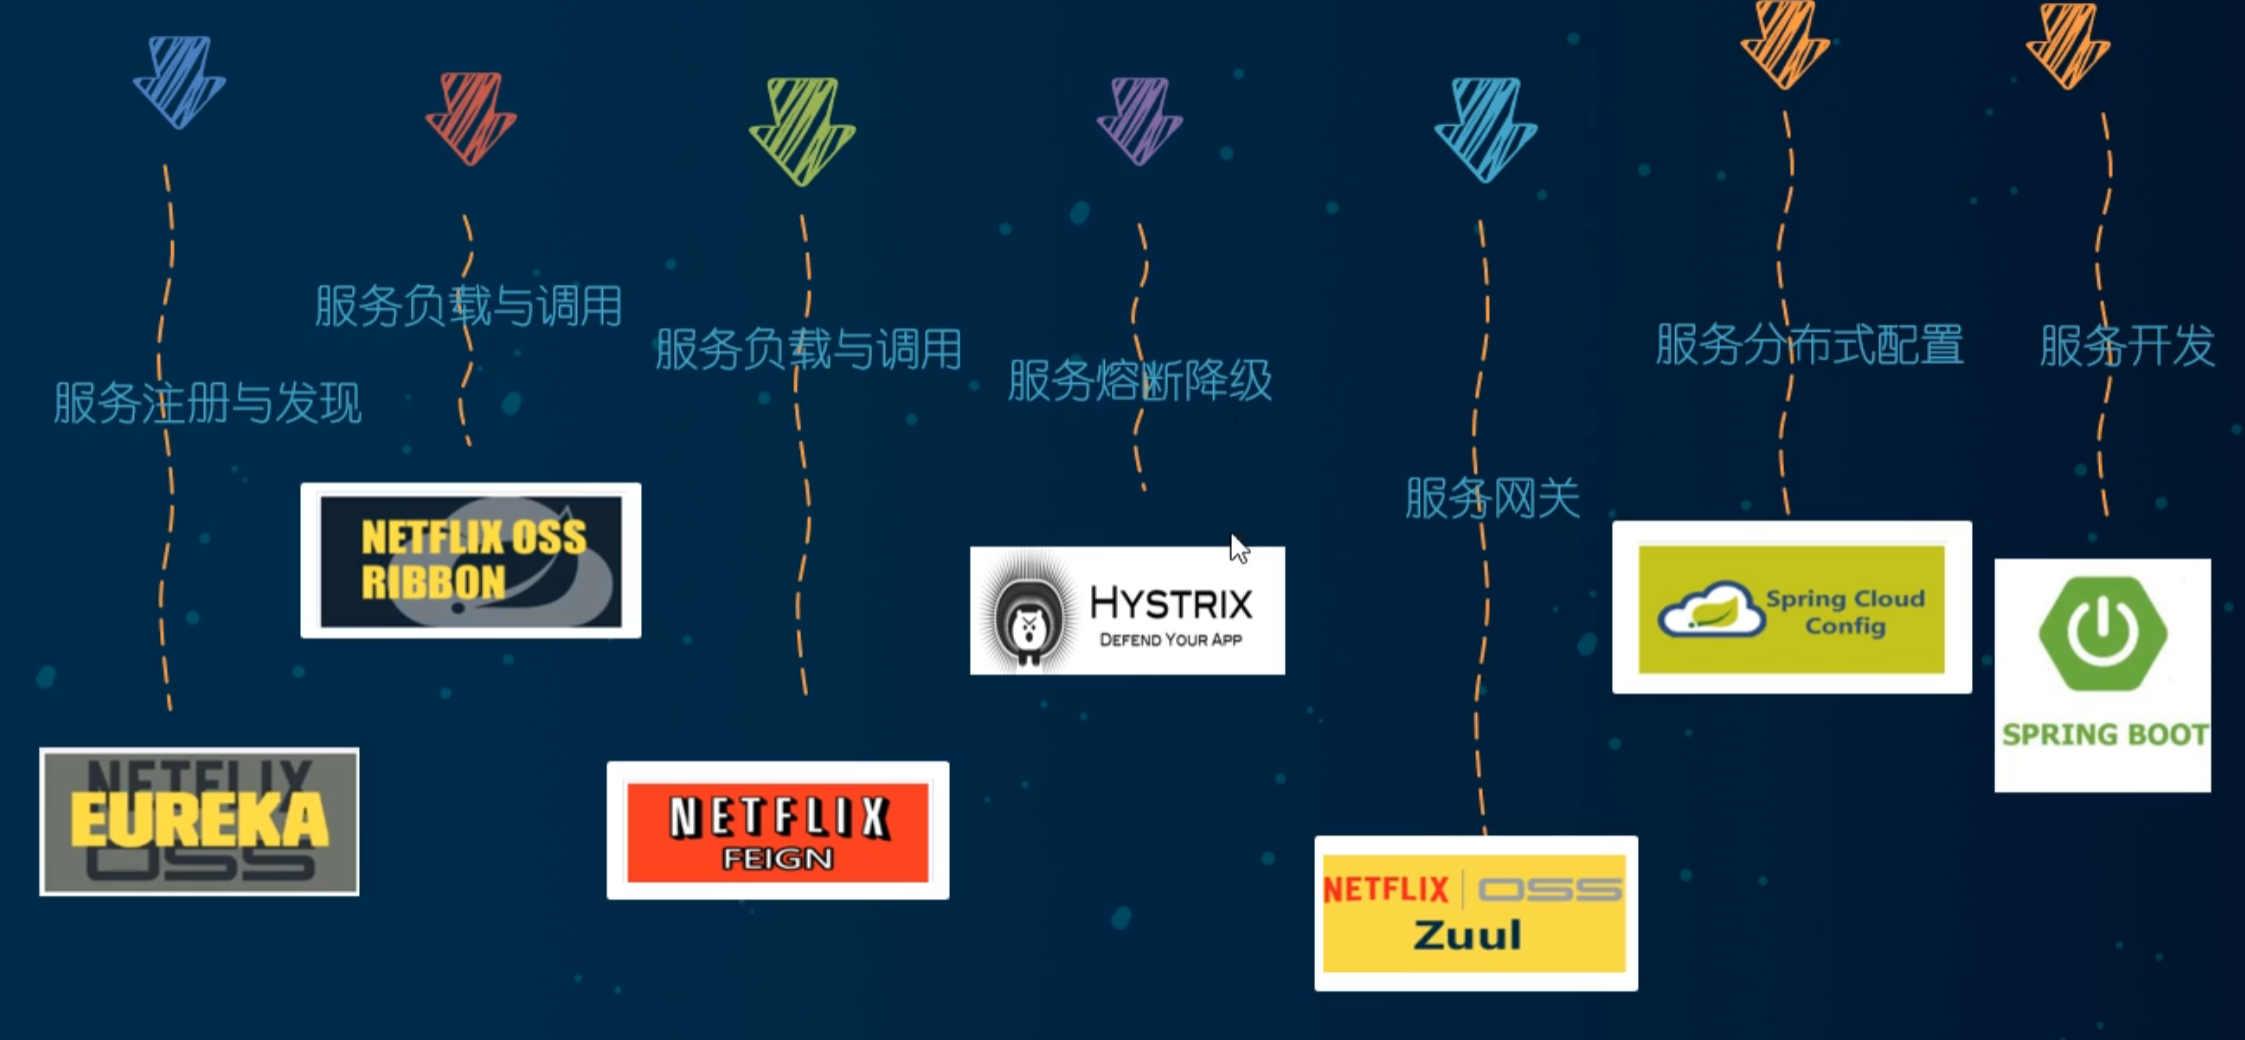 服务注册与发现
NETFLIX
EUREKA
OSS
服务负载与调用
NETFLIX OSS
RIBBON
服务负载与调用
NETFLIX
FEIGN
服务熔断降级
HYSTRIX
DEFEND YOUR APP
服务网关
NETFLIX | OSS
Zuul
服务分布式配置
Spring Cloud
Config
服务开发
SPRING BOOT